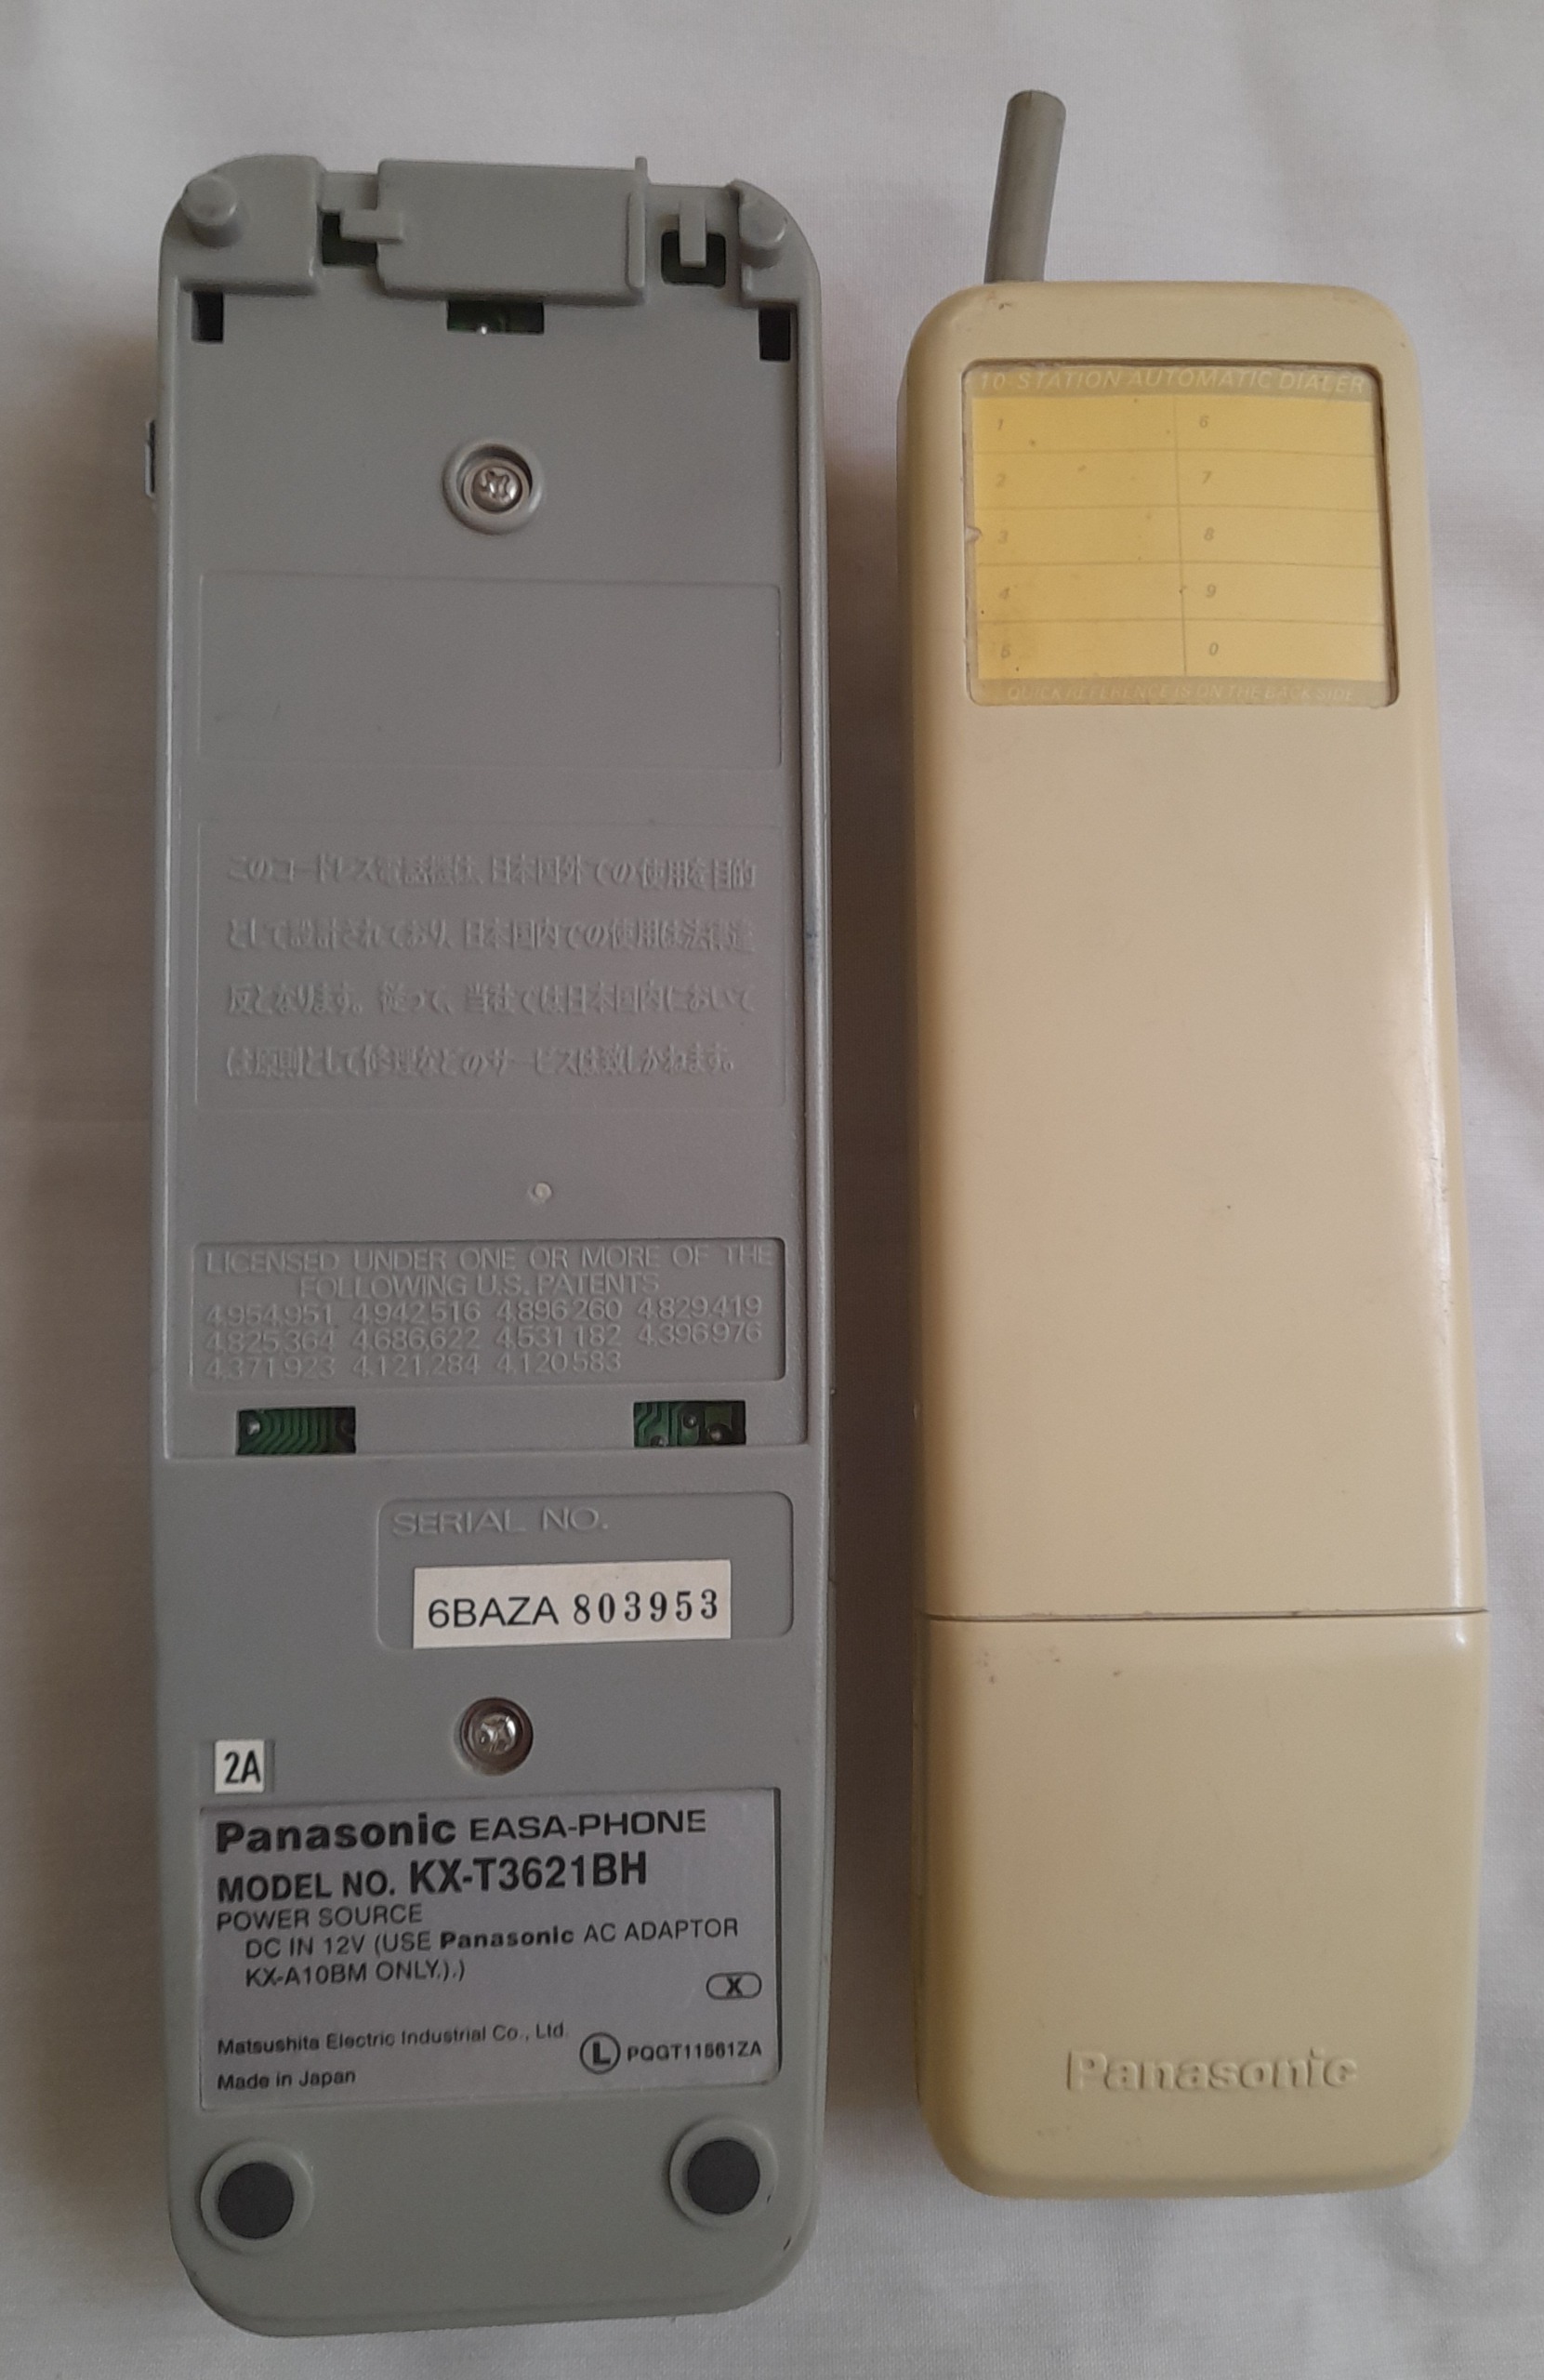 このコードレス電話機は、日本国外での使用を目的
として設計されており、日本国内での使用は法律違
反となります。従って、当社では日本国内において
は原則として修理などのサービスは致しかねます。
LICENSED UNDER ONE OR MORE OF THE
FOLLOWING U.S. PATENTS
4,954,951 4,942,516 4,896,260 4,829,419
4,825,364 4,686,622 4,531,182 4,396,976
4,371,923 4,121,284 4,120,583
SERIAL NO.
6BAZA 803953
2A
Panasonic EASA-PHONE
MODEL NO. KX-T3621BH
POWER SOURCE
DC IN 12V (USE Panasonic AC ADAPTOR
KX-A10BM ONLY.).)
X
Matsushita Electric Industrial Co., Ltd.
L PQGT11561ZA
Made in Japan
10-STATION AUTOMATIC DIALER
1 6
2 7
3 8
4 9
5 0
QUICK REFERENCE IS ON THE BACK SIDE
Panasonic